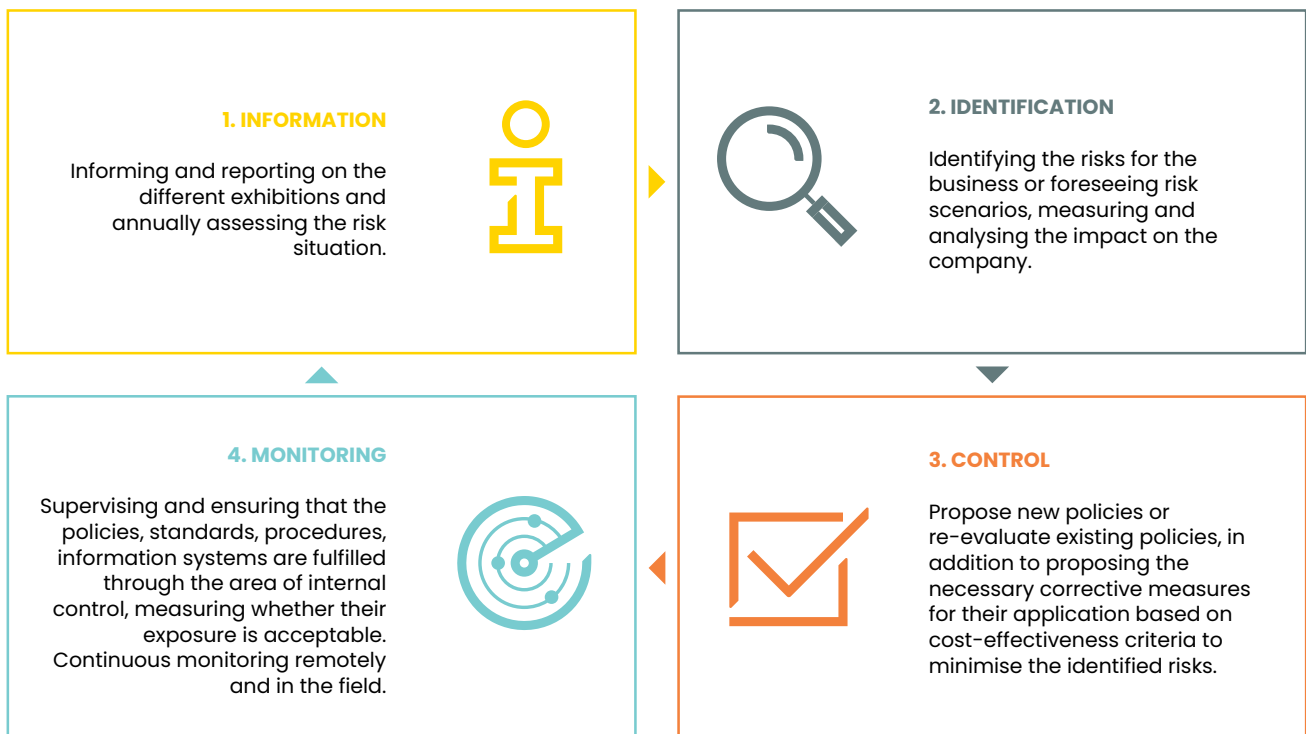 1. INFORMATION
Informing and reporting on the
different exhibitions and
annually assessing the risk
situation.
2. IDENTIFICATION
Identifying the risks for the
business or foreseeing risk
scenarios, measuring and
analysing the impact on the
company.
3. CONTROL
Propose new policies or
re-evaluate existing policies, in
addition to proposing the
necessary corrective measures
for their application based on
cost-effectiveness criteria to
minimise the identified risks.
4. MONITORING
Supervising and ensuring that the
policies, standards, procedures,
information systems are fulfilled
through the area of internal
control, measuring whether their
exposure is acceptable.
Continuous monitoring remotely
and in the field.